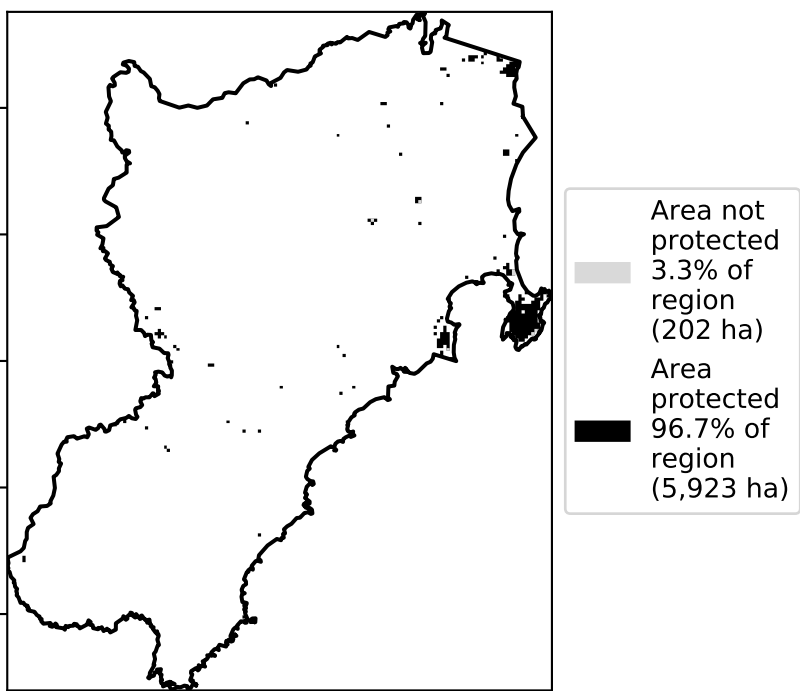 Area not
protected
3.3% of
region
(202 ha)
Area
protected
96.7% of
region
(5,923 ha)